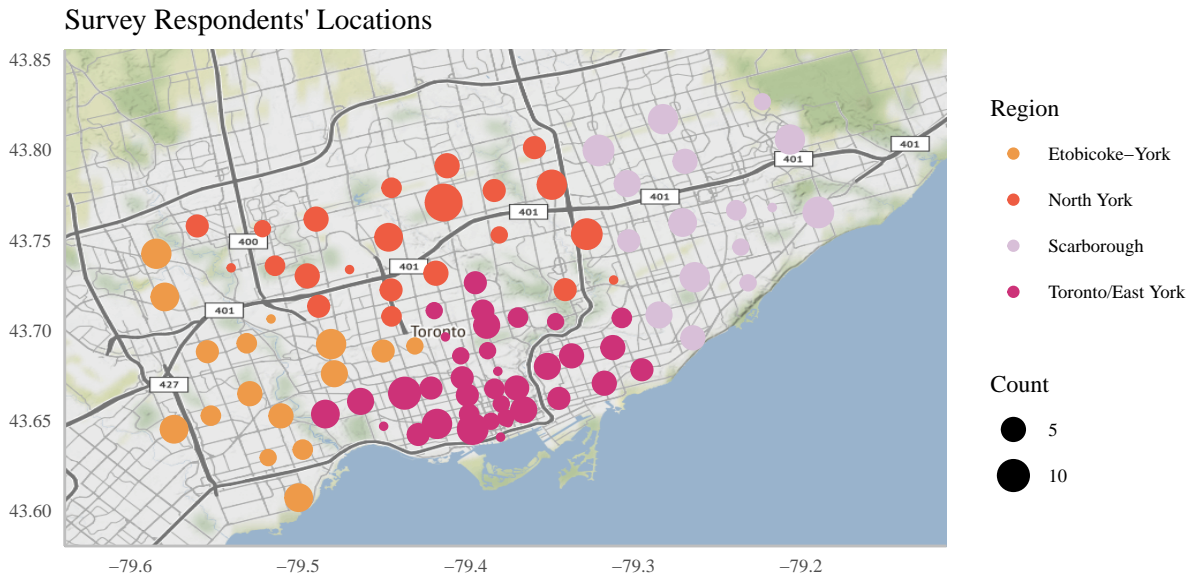 Survey Respondents' Locations
43.85
43.80
43.75
43.70
43.65
43.60
−79.6
−79.5
−79.4
−79.3
−79.2
401
401
401
401
400
401
401
427
Toronto
Region
Etobicoke−York
North York
Scarborough
Toronto/East York
Count
5
10